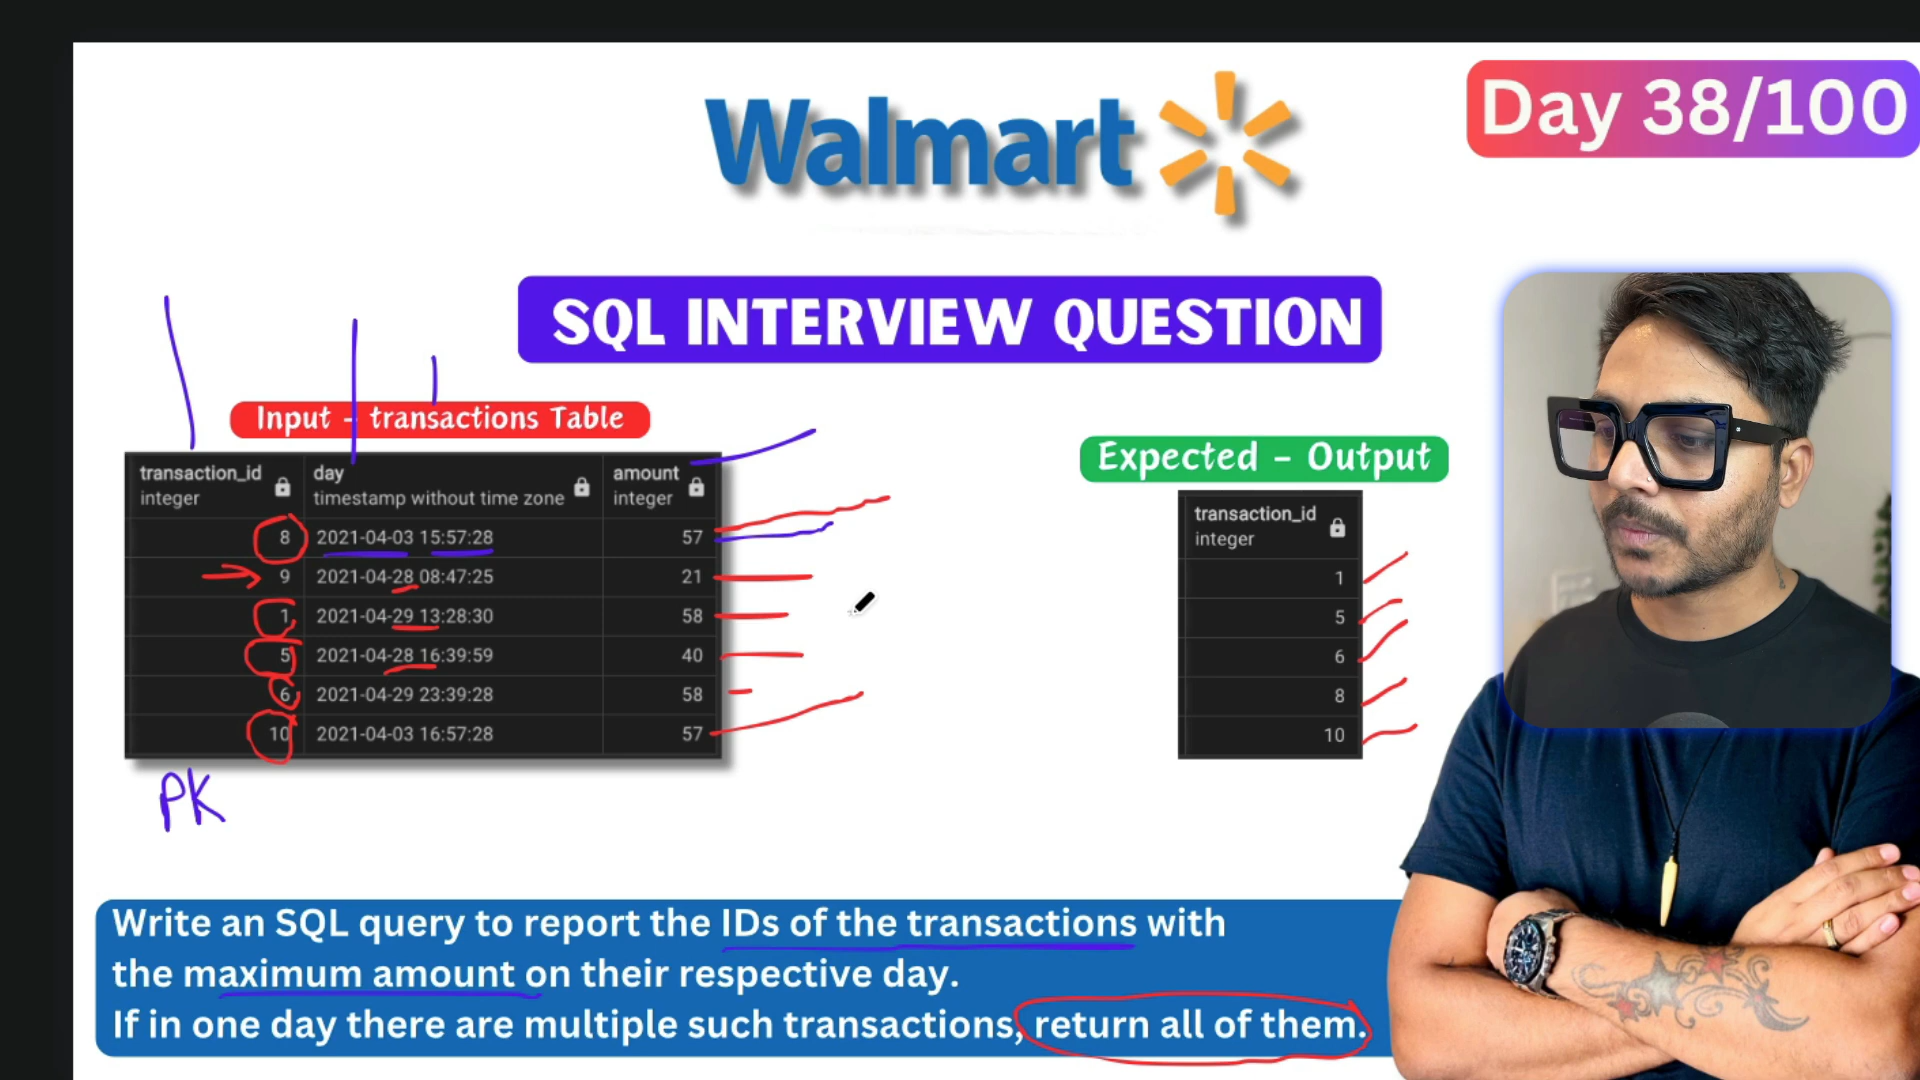 Walmart
Day 38/100
SQL INTERVIEW QUESTION
Input - transactions Table
transaction_id day amount
integer timestamp without time zone integer
8 2021-04-03 15:57:28 57
9 2021-04-28 08:47:25 21
1 2021-04-29 13:28:30 58
5 2021-04-28 16:39:59 40
6 2021-04-29 23:39:28 58
10 2021-04-03 16:57:28 57
PK
Expected - Output
transaction_id
integer
1
5
6
8
10
Write an SQL query to report the IDs of the transactions with
the maximum amount on their respective day.
If in one day there are multiple such transactions, return all of them.